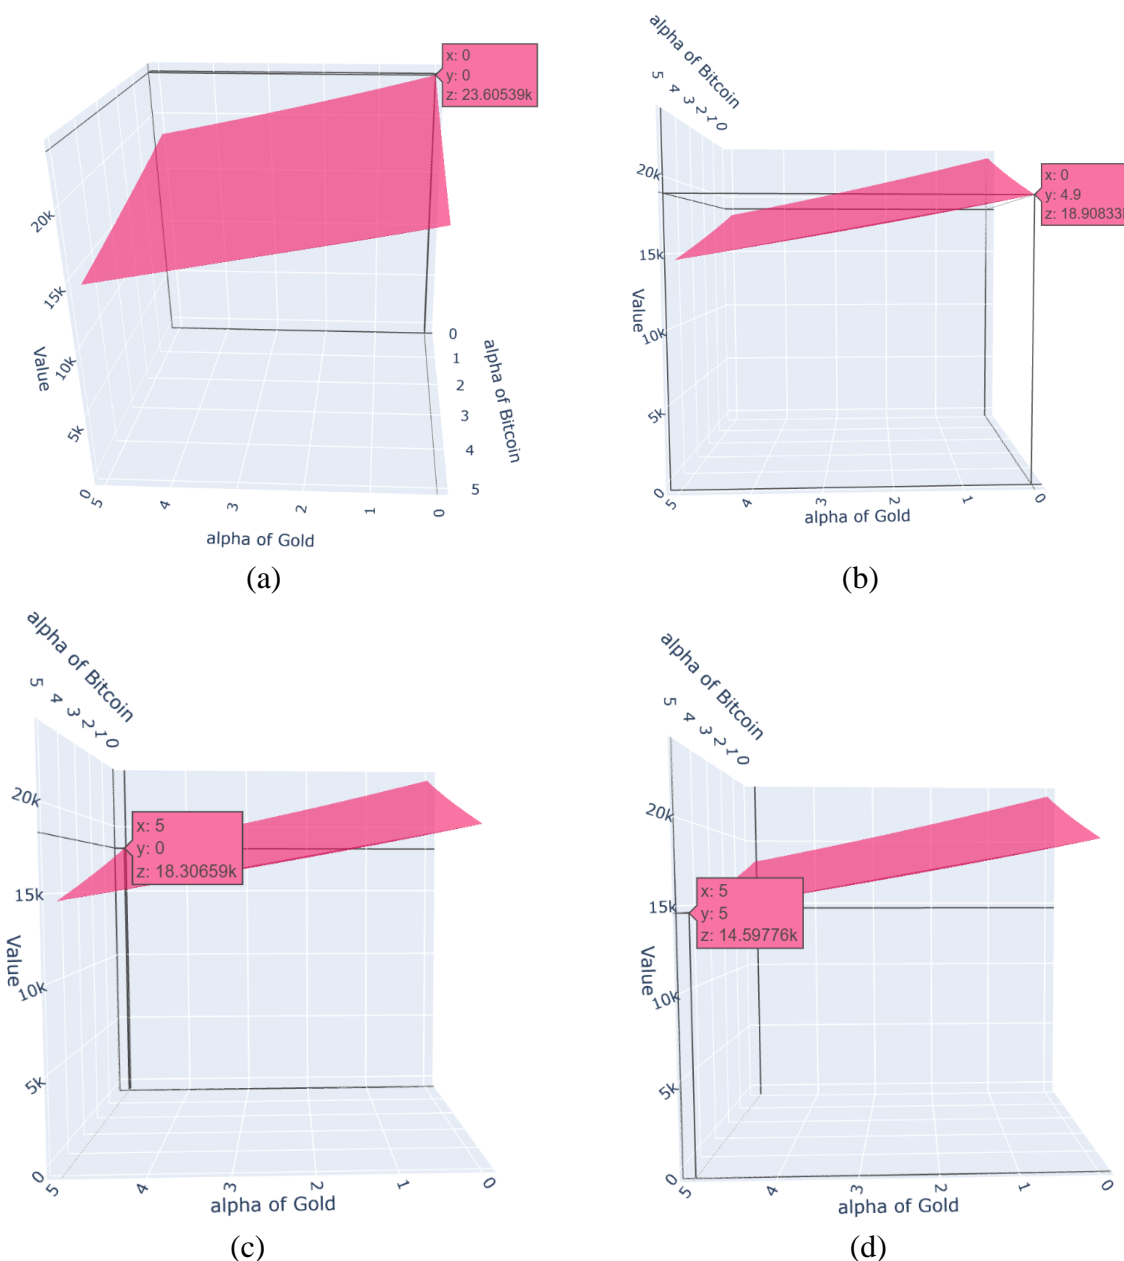 x: 0
y: 0
z: 23.60539k
20k
15k
10k
5k
0
Value
5
4
3
2
1
0
alpha of Gold
0
1
2
3
4
5
alpha of Bitcoin
(a)
alpha of Bitcoin
5
4
3
2
1
0
x: 0
y: 4.9
z: 18.90833k
20k
15k
10k
5k
0
Value
5
4
3
2
1
0
alpha of Gold
(b)
alpha of Bitcoin
5
4
3
2
1
0
x: 5
y: 0
z: 18.30659k
20k
15k
10k
5k
0
Value
5
4
3
2
1
0
alpha of Gold
(c)
alpha of Bitcoin
5
4
3
2
1
0
x: 5
y: 5
z: 14.59776k
20k
15k
10k
5k
0
Value
5
4
3
2
1
0
alpha of Gold
(d)